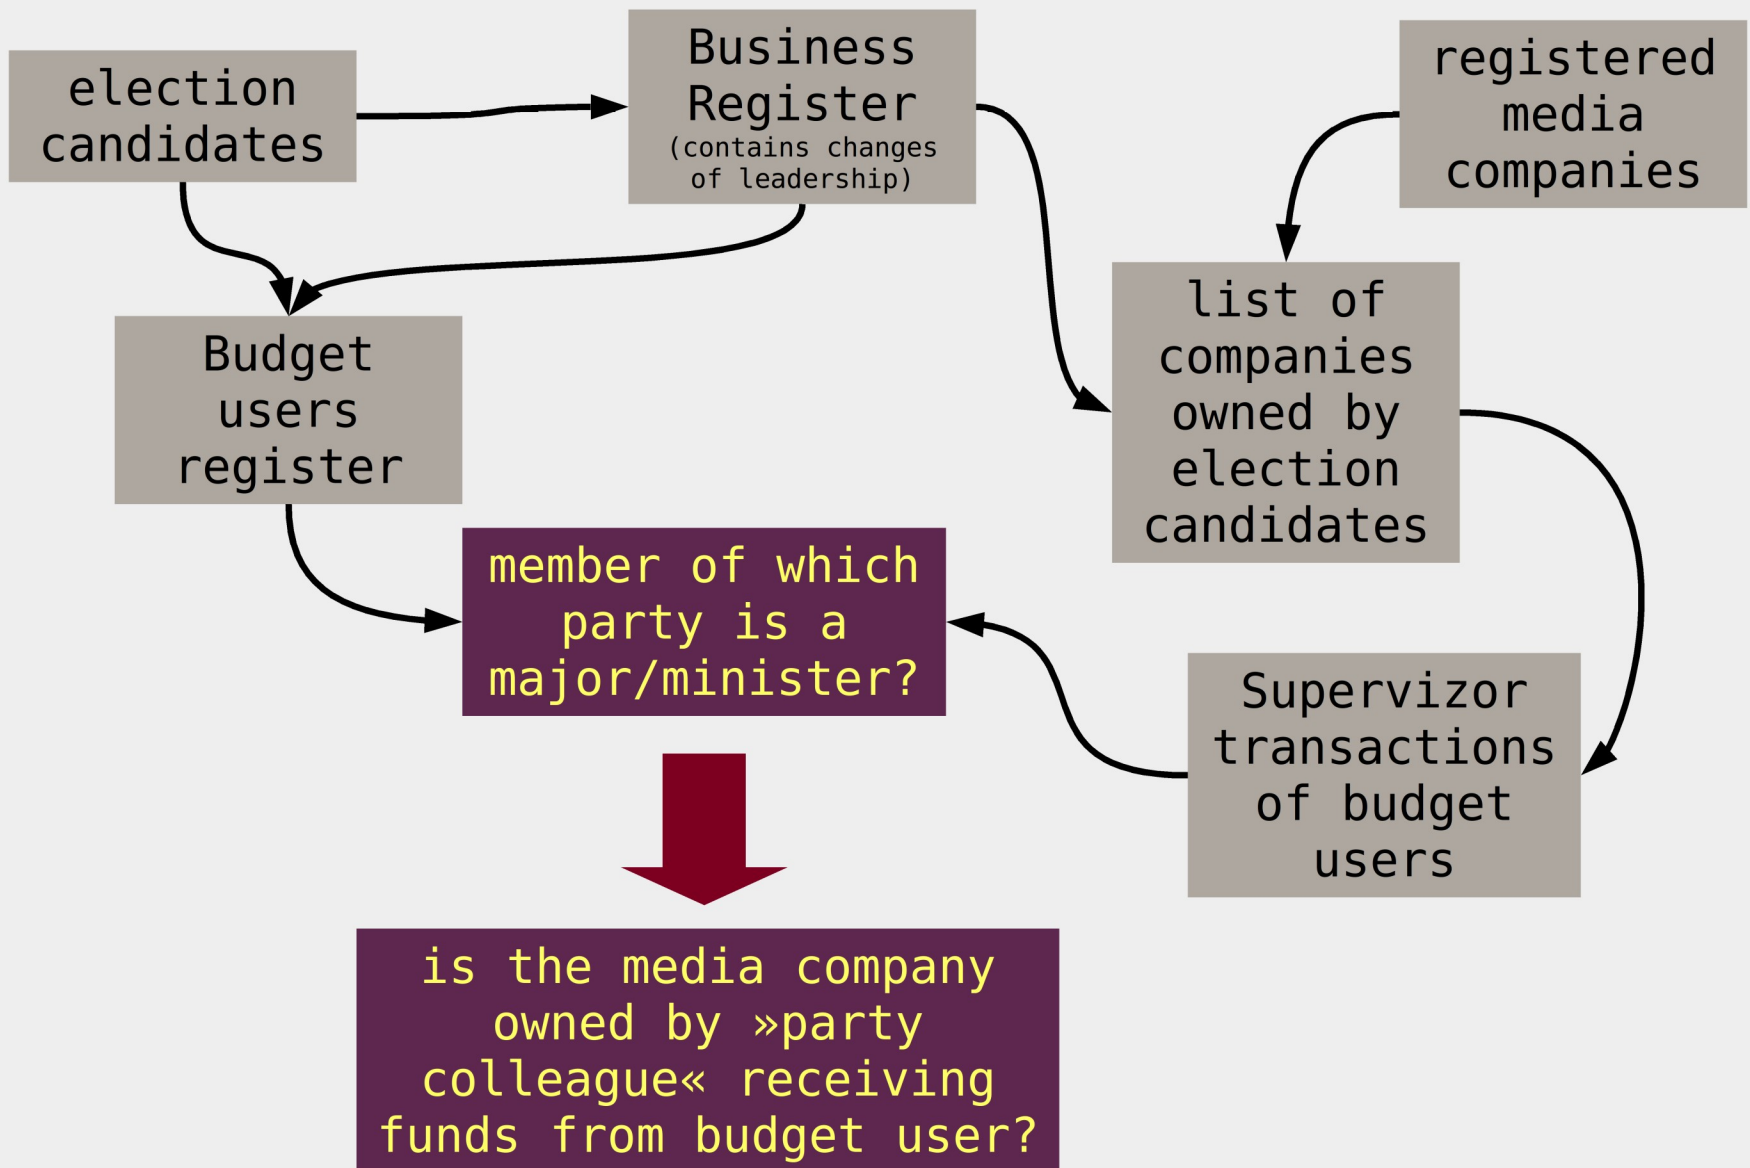 election
candidates
Business
Register
(contains changes
of leadership)
registered
media
companies
Budget
users
register
list of
companies
owned by
election
candidates
member of which
party is a
major/minister?
Supervizor
transactions
of budget
users
is the media company
owned by »party
colleague« receiving
funds from budget user?